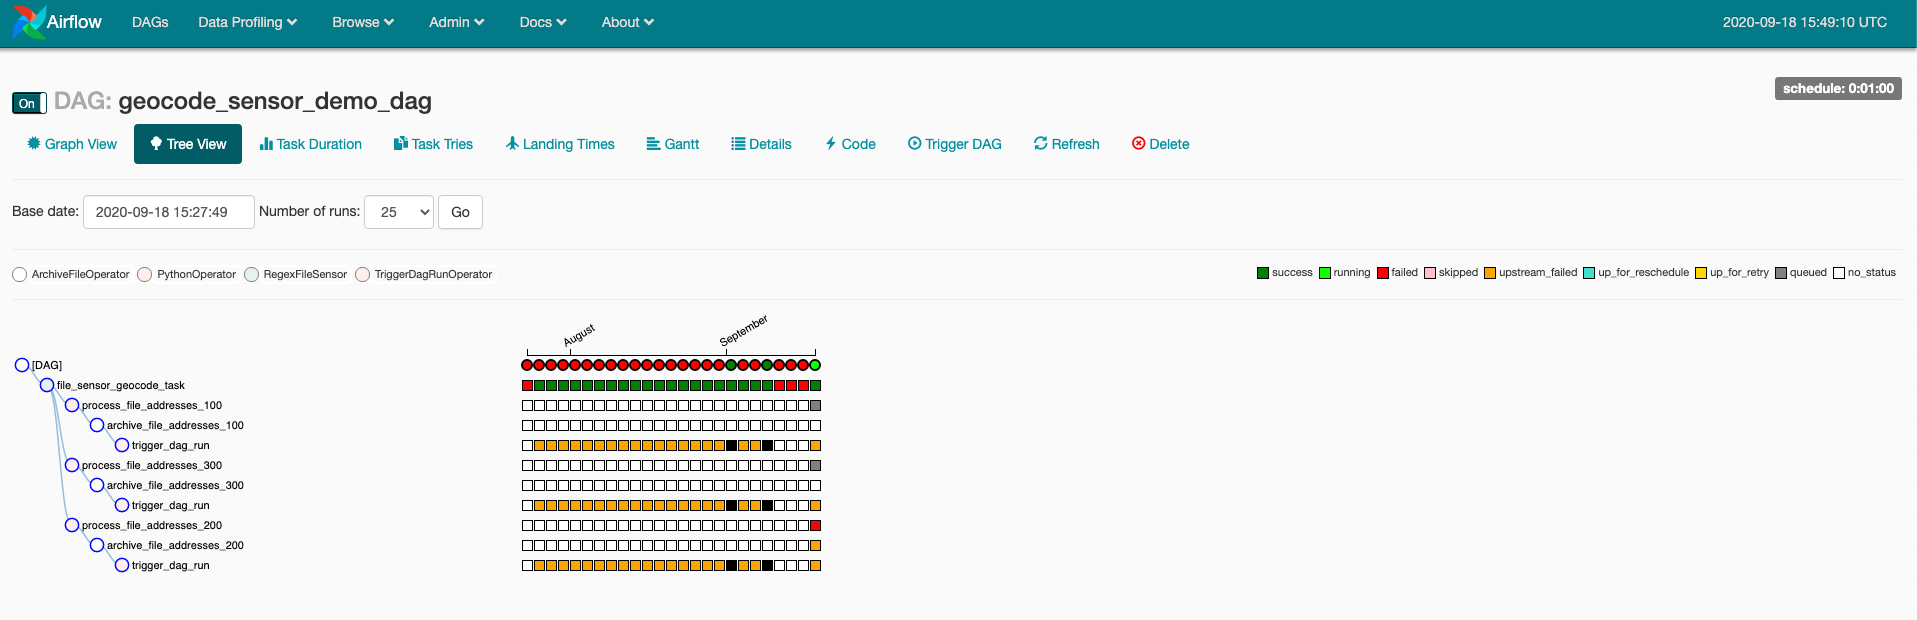 Airflow DAGs Data Profiling Browse Admin Docs About 2020-09-18 15:49:10 UTC
On DAG: geocode_sensor_demo_dag schedule: 0:01:00
Graph View Tree View Task Duration Task Tries Landing Times Gantt Details Code Trigger DAG Refresh Delete
Base date: 2020-09-18 15:27:49 Number of runs: 25 Go
ArchiveFileOperator PythonOperator RegexFileSensor TriggerDagRunOperator success running failed skipped upstream_failed up_for_reschedule up_for_retry queued no_status
August September
[DAG]
file_sensor_geocode_task
process_file_addresses_100
archive_file_addresses_100
trigger_dag_run
process_file_addresses_300
archive_file_addresses_300
trigger_dag_run
process_file_addresses_200
archive_file_addresses_200
trigger_dag_run